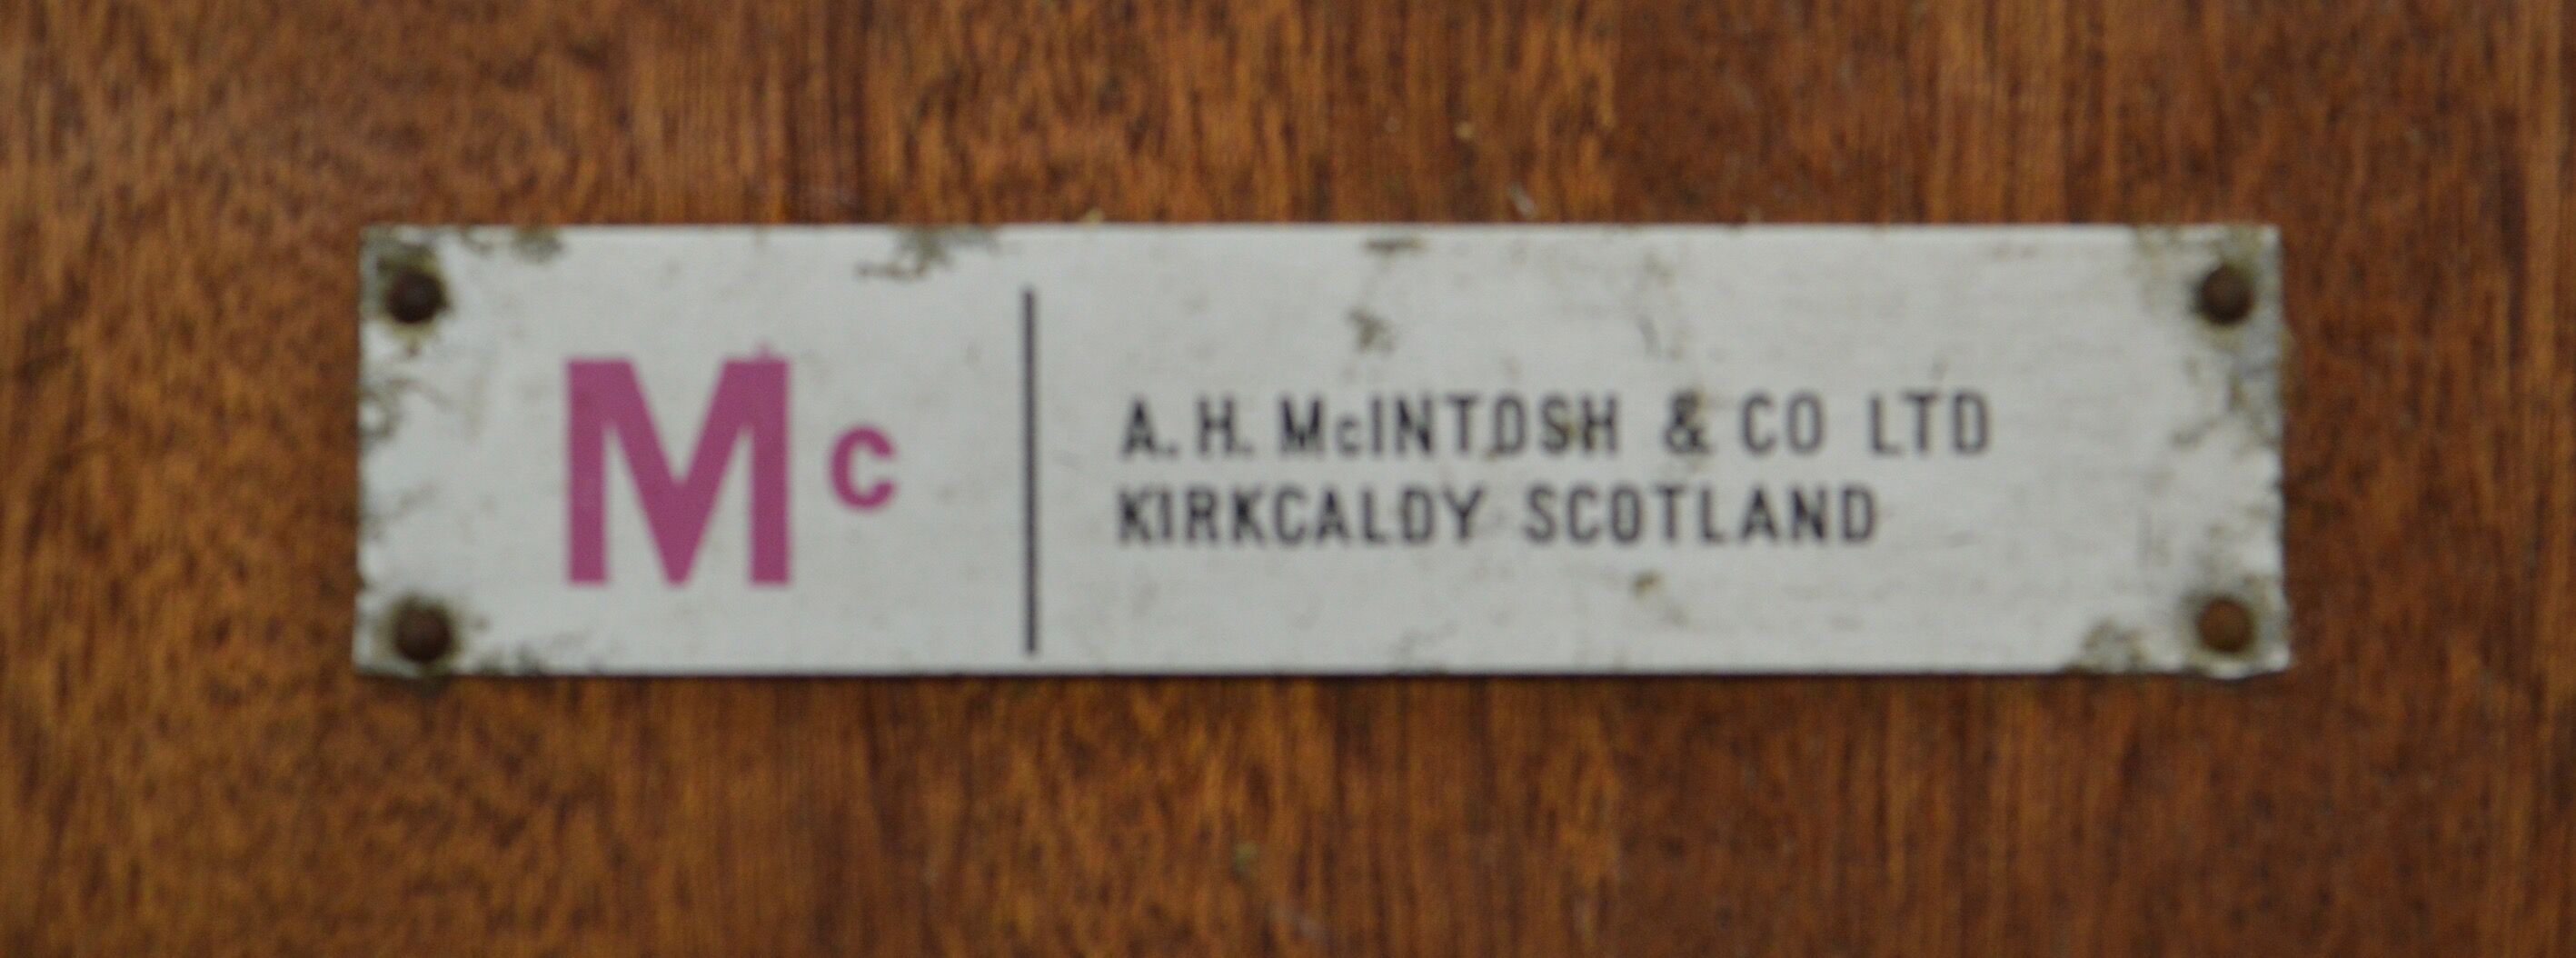 Mc
A. H. McINTOSH & CO LTD
KIRKCALDY SCOTLAND